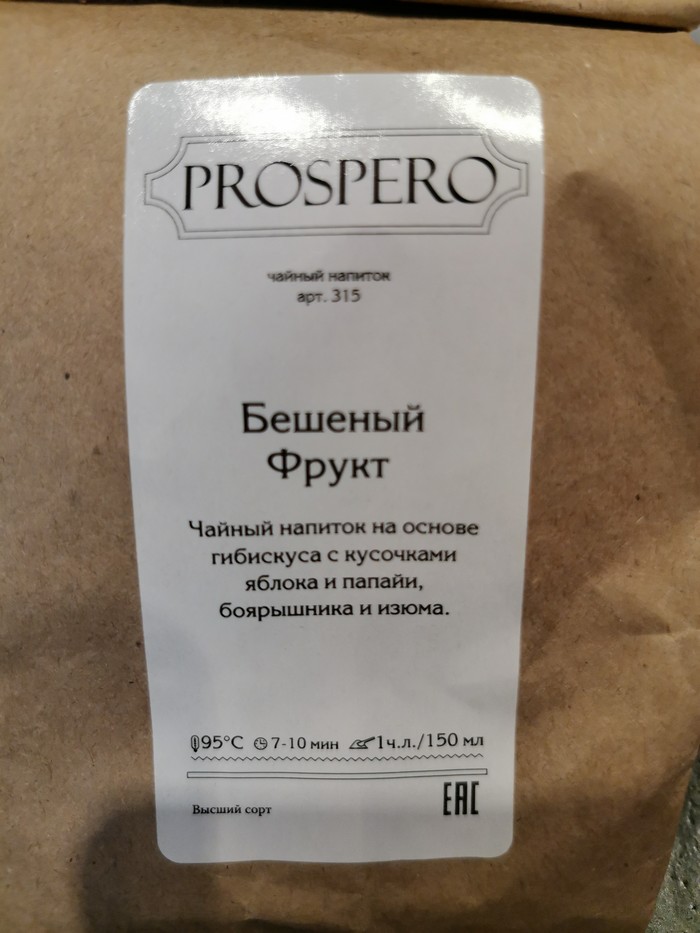 PROSPERO
чайный напиток
арт. 315
Бешеный
Фрукт
Чайный напиток на основе
гибискуса с кусочками
яблока и папайи,
боярышника и изюма.
95°C 7-10 мин 1ч.л./150 мл
Высший сорт
EAC